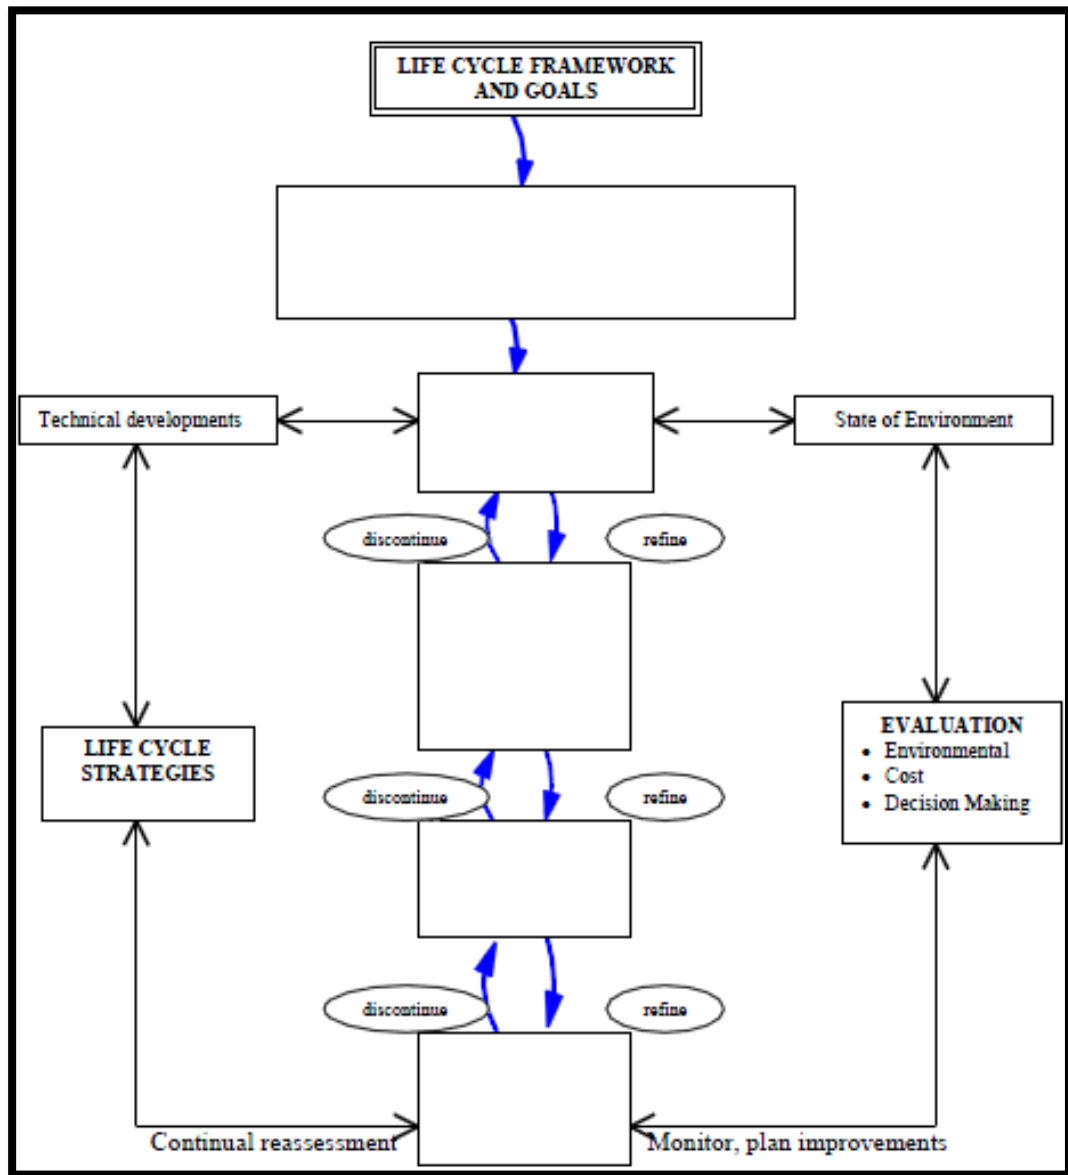 LIFE CYCLE FRAMEWORK
AND GOALS
Technical developments
State of Environment
discontinue
refine
LIFE CYCLE
STRATEGIES
EVALUATION
• Environmental
• Cost
• Decision Making
discontinue
refine
discontinue
refine
Continual reassessment
Monitor, plan improvements